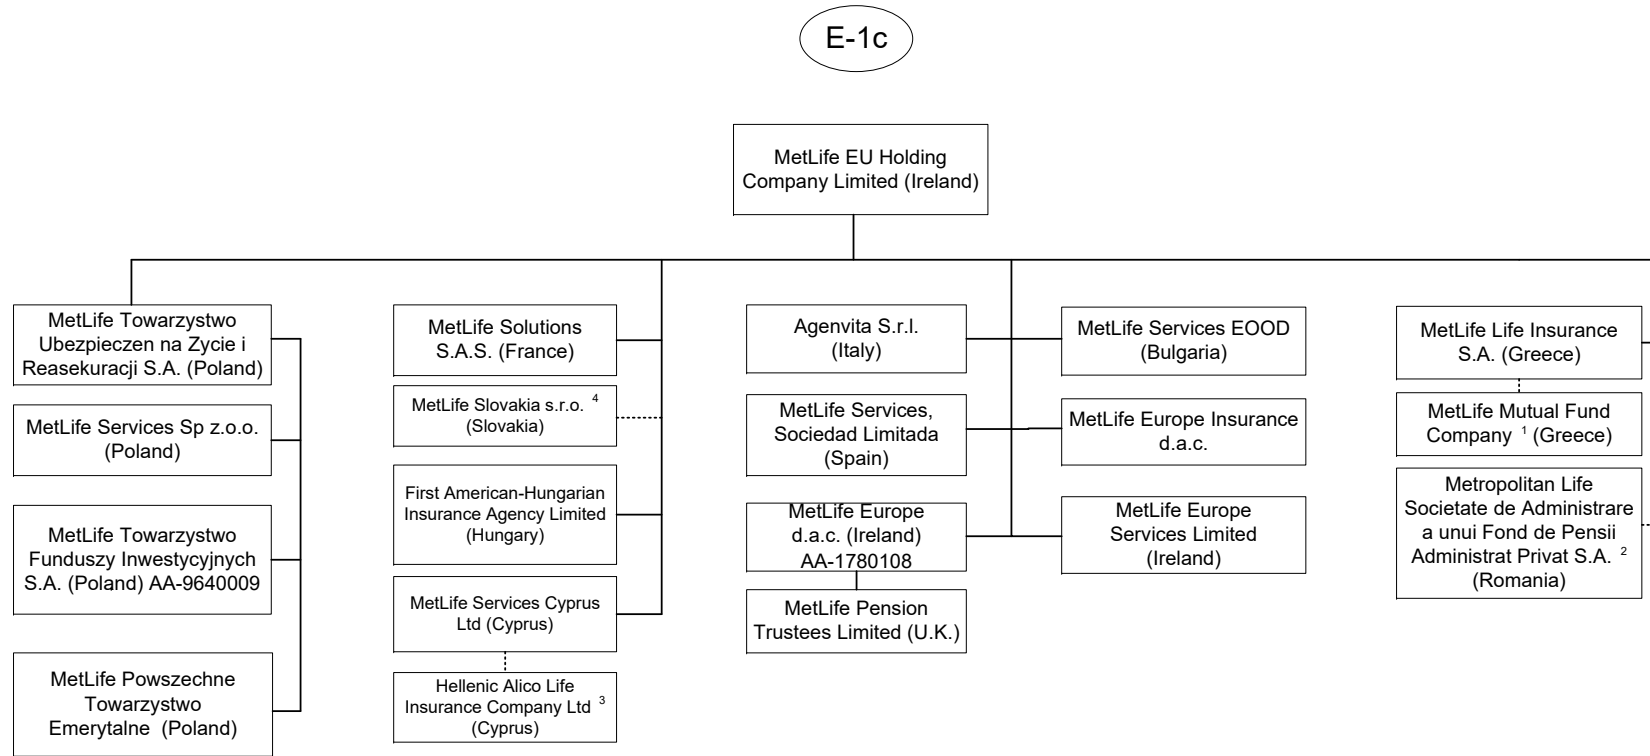 E-1c
MetLife EU Holding
Company Limited (Ireland)
MetLife Towarzystwo
Ubezpieczen na Zycie i
Reasekuracji S.A. (Poland)
MetLife Services Sp z.o.o.
(Poland)
MetLife Towarzystwo
Funduszy Inwestycyjnych
S.A. (Poland) AA-9640009
MetLife Powszechne
Towarzystwo
Emerytalne (Poland)
MetLife Solutions
S.A.S. (France)
MetLife Slovakia s.r.o. 4
(Slovakia)
First American-Hungarian
Insurance Agency Limited
(Hungary)
MetLife Services Cyprus
Ltd (Cyprus)
Hellenic Alico Life
Insurance Company Ltd 3
(Cyprus)
Agenvita S.r.l.
(Italy)
MetLife Services,
Sociedad Limitada
(Spain)
MetLife Europe
d.a.c. (Ireland)
AA-1780108
MetLife Pension
Trustees Limited (U.K.)
MetLife Services EOOD
(Bulgaria)
MetLife Europe Insurance
d.a.c.
MetLife Europe
Services Limited
(Ireland)
MetLife Life Insurance
S.A. (Greece)
MetLife Mutual Fund
Company 1 (Greece)
Metropolitan Life
Societate de Administrare
a unui Fond de Pensii
Administrat Privat S.A. 2
(Romania)